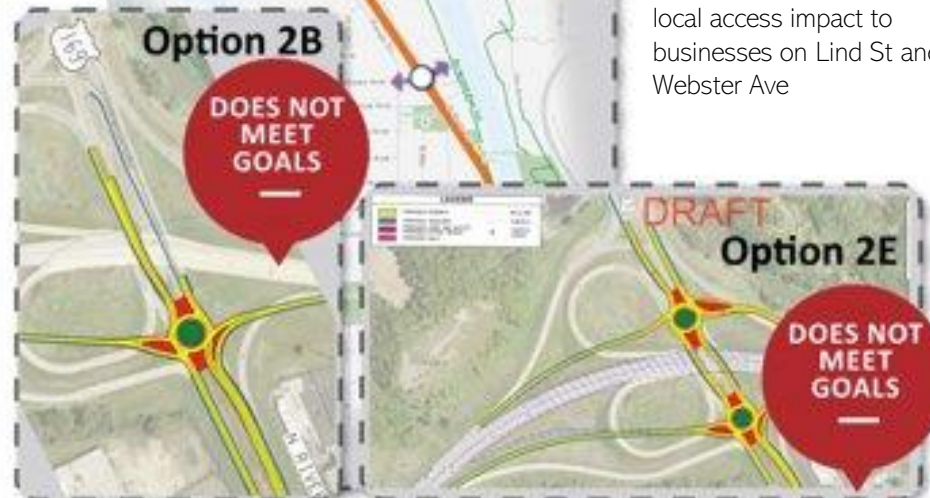 local access impact to
businesses on Lind St and
Webster Ave
169
Option 2B
DOES NOT
MEET
GOALS
N RIVE
LEGEND
DRAFT
Option 2E
DOES NOT
MEET
GOALS